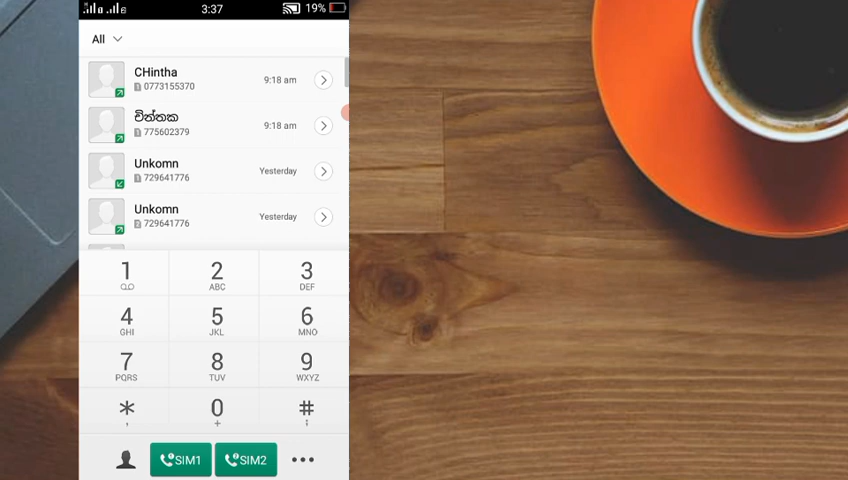 3:37
19%
All
CHintha
0773155370
9:18 am
චින්තක
775602379
9:18 am
Unkomn
729641776
Yesterday
Unkomn
729641776
Yesterday
1 2 3
ABC DEF
4 5 6
GHI JKL MNO
7 8 9
PQRS TUV WXYZ
* 0 #
, + ;
SIM1 SIM2